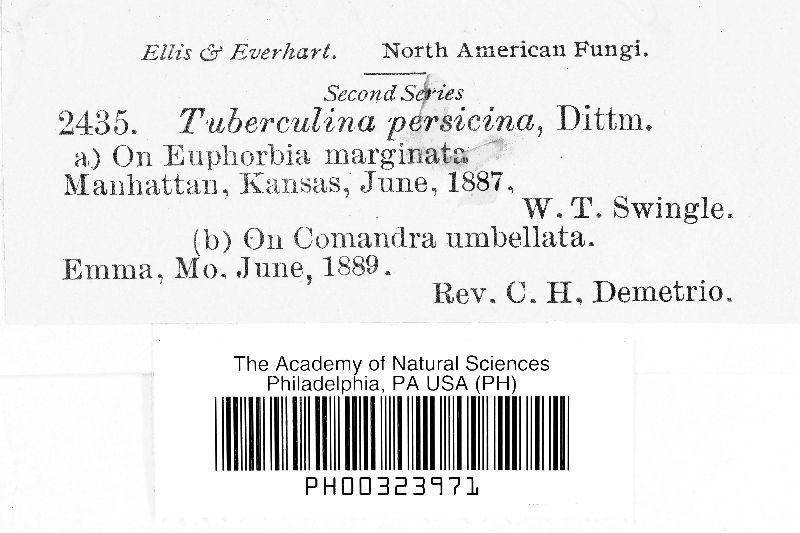 Ellis & Everhart. North American Fungi.
Second Series
2435. Tuberculina persicina, Dittm.
a) On Euphorbia marginata
Manhattan, Kansas, June, 1887,
W. T. Swingle.
(b) On Comandra umbellata.
Emma, Mo. June, 1889.
Rev. C. H. Demetrio.
The Academy of Natural Sciences
Philadelphia, PA USA (PH)
PH00323971